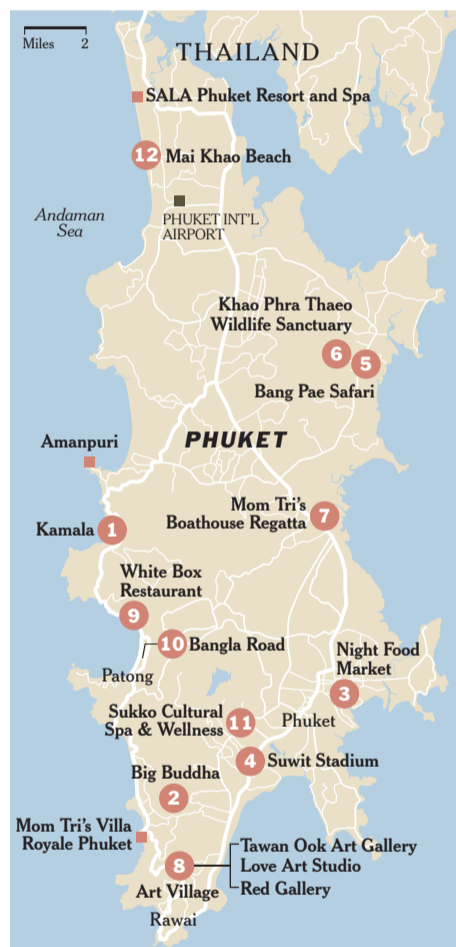 Miles 2
THAILAND
SALA Phuket Resort and Spa
12 Mai Khao Beach
Andaman
Sea
PHUKET INT'L
AIRPORT
Khao Phra Thaeo
Wildlife Sanctuary
6
5
Bang Pae Safari
Amanpuri
PHUKET
Mom Tri's
Boathouse Regatta
7
Kamala 1
White Box
Restaurant
9
10 Bangla Road
Patong
Night Food
Market
3
Sukko Cultural
Spa & Wellness
11
Phuket
4 Suwit Stadium
Big Buddha
2
Mom Tri's Villa
Royale Phuket
8
Tawan Ook Art Gallery
Love Art Studio
Red Gallery
Art Village
Rawai